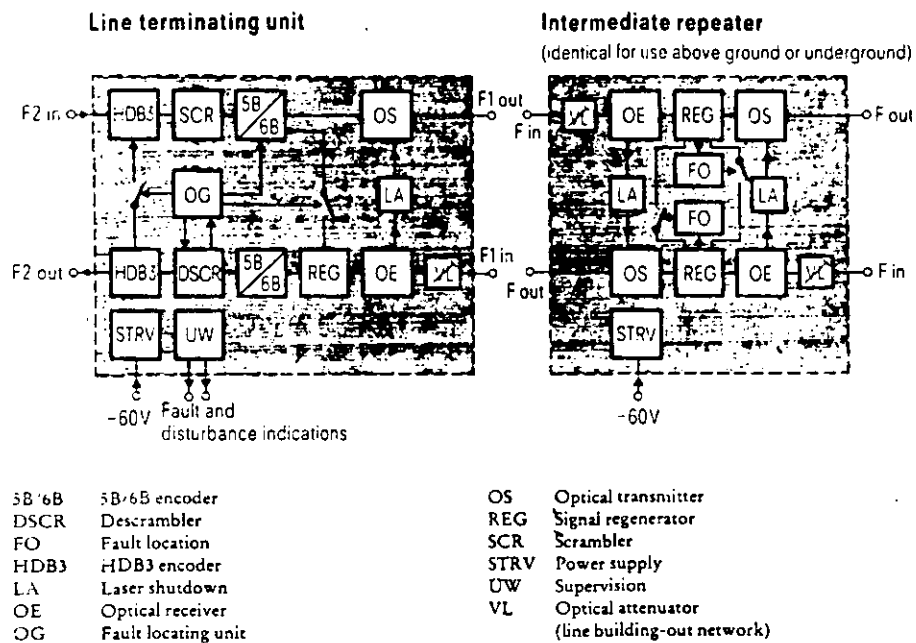 Line terminating unit
Intermediate repeater
(identical for use above ground or underground)
F2 in
HDB3
SCR
5B
6B
OS
F1 out
OG
LA
F2 out
HDB3
DSCR
5B
6B
REG
OE
VL
F1 in
STRV
UW
-60V
Fault and
disturbance indications
F in
VL
OE
REG
OS
F out
LA
FO
FO
LA
F out
OS
REG
OE
VL
F in
STRV
-60V
5B/6B 5B/6B encoder
DSCR Descrambler
FO Fault location
HDB3 HDB3 encoder
LA Laser shutdown
OE Optical receiver
OG Fault locating unit
OS Optical transmitter
REG Signal regenerator
SCR Scrambler
STRV Power supply
UW Supervision
VL Optical attenuator
(line building-out network)